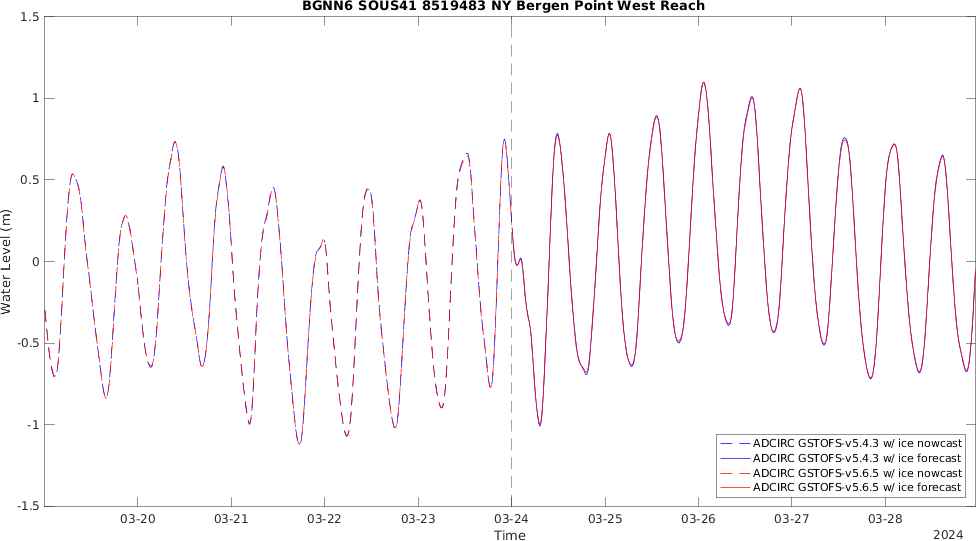 BGNN6 SOUS41 8519483 NY Bergen Point West Reach
1.5
1
0.5
0
-0.5
-1
-1.5
Water Level (m)
03-20 03-21 03-22 03-23 03-24 03-25 03-26 03-27 03-28
Time
2024
ADCIRC GSTOFS-v5.4.3 w/ ice nowcast
ADCIRC GSTOFS-v5.4.3 w/ ice forecast
ADCIRC GSTOFS-v5.6.5 w/ ice nowcast
ADCIRC GSTOFS-v5.6.5 w/ ice forecast